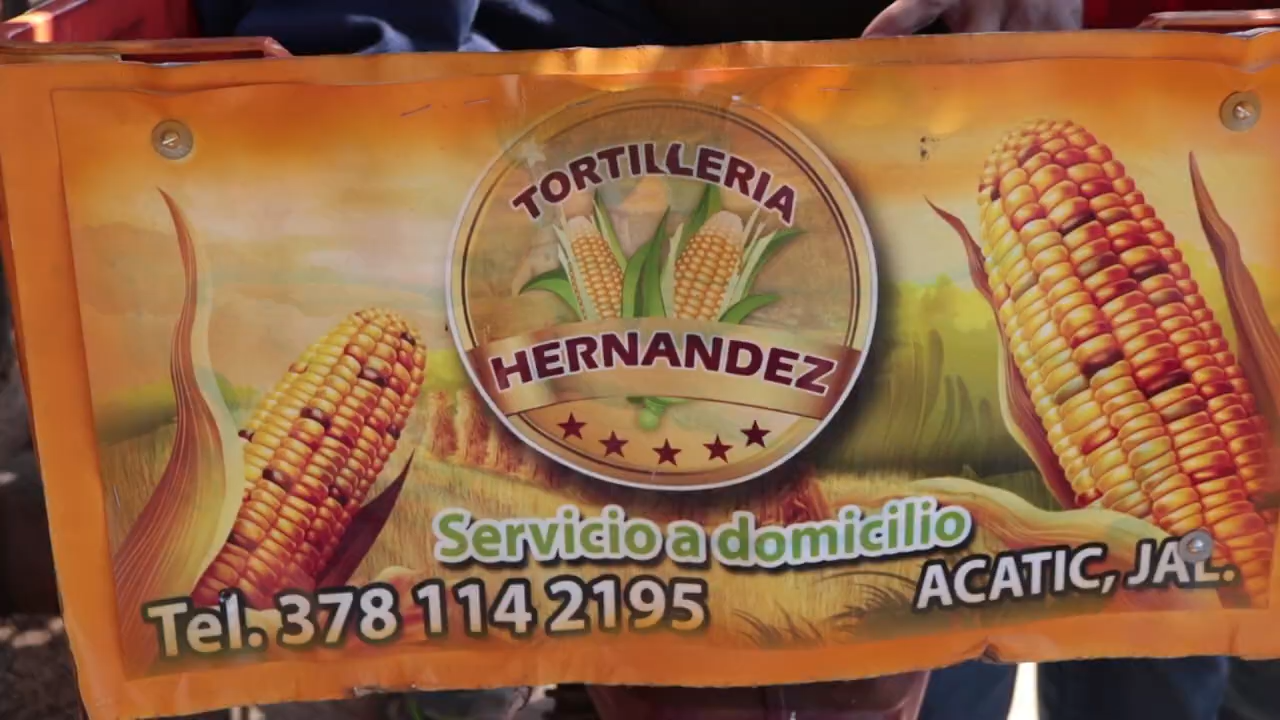 TORTILLERIA
HERNANDEZ
Servicio a domicilio
Tel. 378 114 2195
ACATIC, JAL.